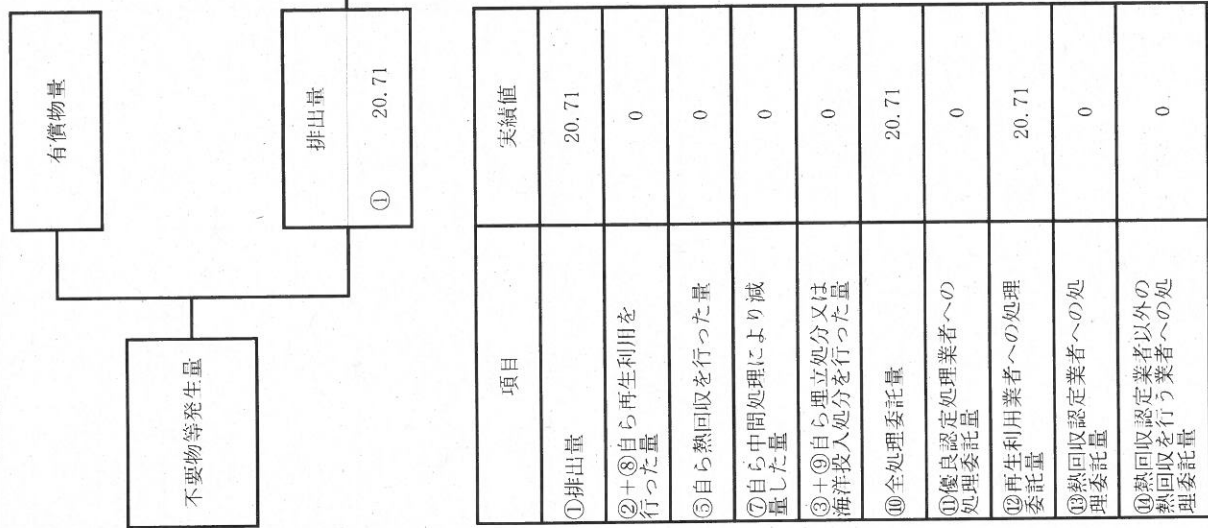 有償物量
不要物等発生量
排出量
① 20.71
項目 実績値
①排出量 20.71
②+⑧自ら再生利用を
行った量 0
⑤自ら熱回収を行った量 0
⑦自ら中間処理により減
量した量 0
③+⑨自ら埋立処分又は
海洋投入処分を行った量 0
⑩全処理委託量 20.71
⑪優良認定処理業者への
処理委託量 0
⑫再生利用業者への処理
委託量 20.71
⑬熱回収認定業者への処
理委託量 0
⑭熱回収認定業者以外の
熱回収を行う業者への処
理委託量 0